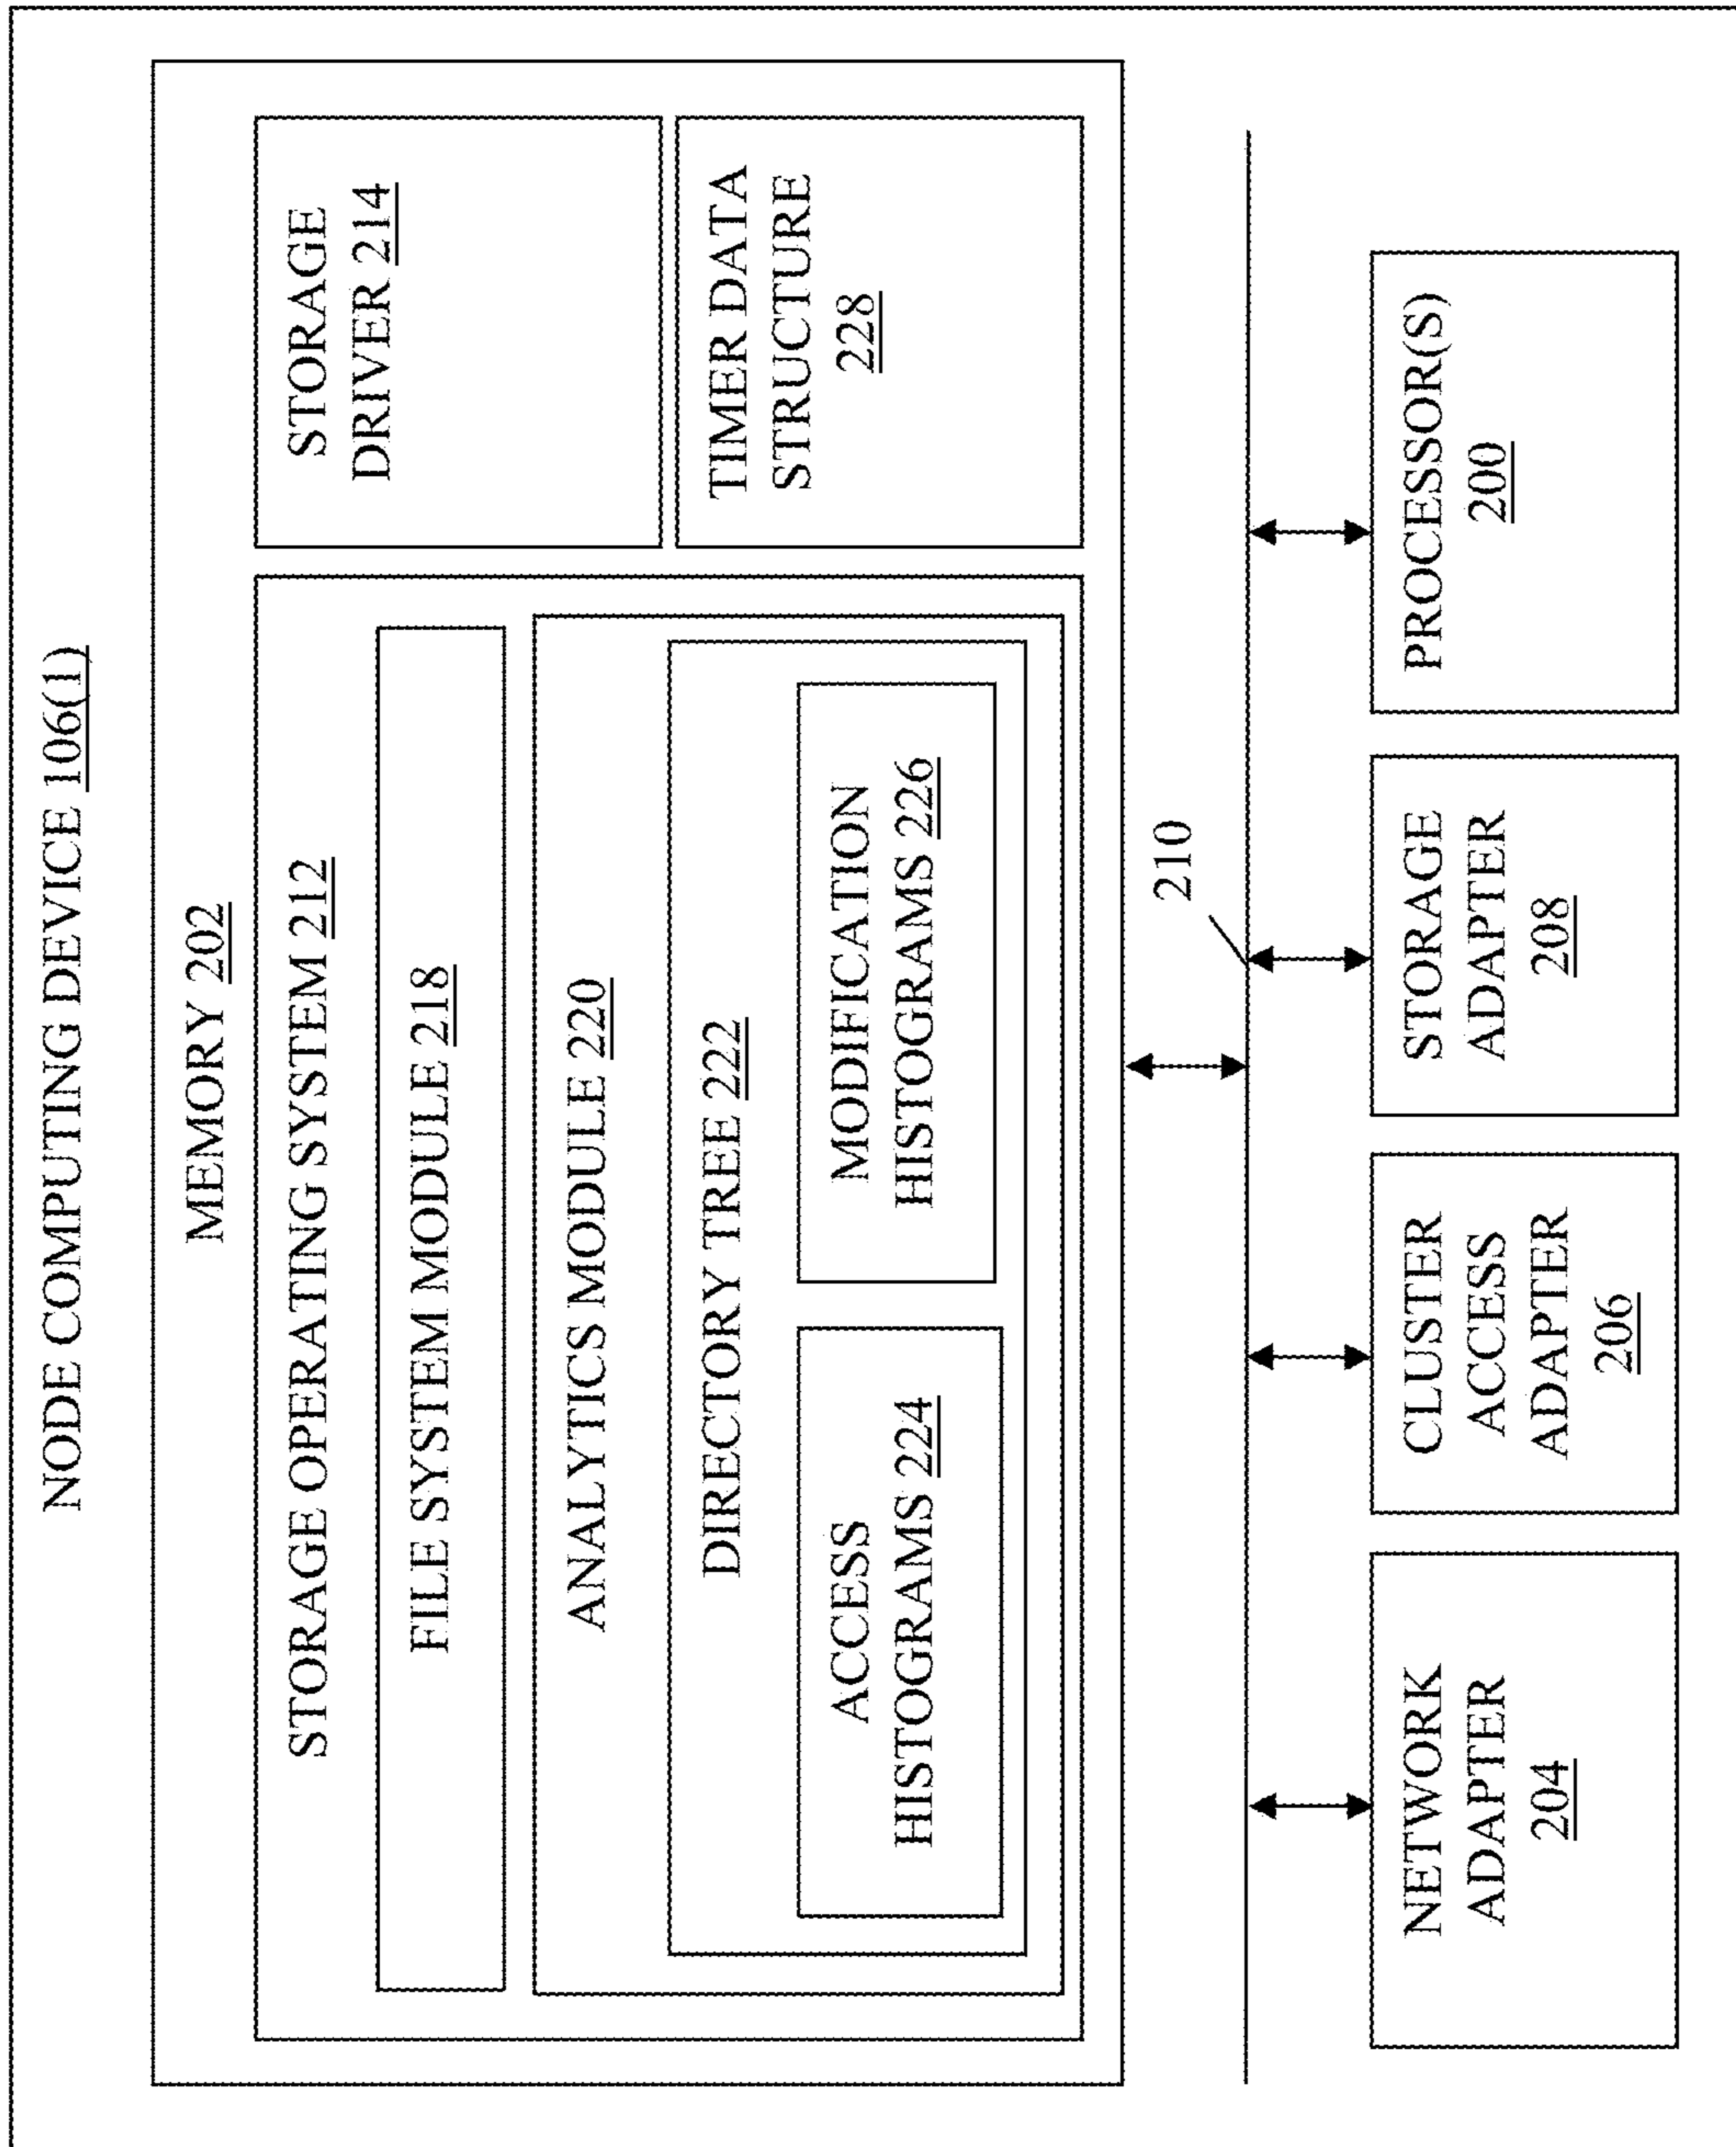 NODE COMPUTING DEVICE 106(1)
MEMORY 202
STORAGE OPERATING SYSTEM 212
FILE SYSTEM MODULE 218
ANALYTICS MODULE 220
DIRECTORY TREE 222
ACCESS
HISTOGRAMS 224
MODIFICATION
HISTOGRAMS 226
STORAGE
DRIVER 214
TIMER DATA
STRUCTURE
228
210
NETWORK
ADAPTER
204
CLUSTER
ACCESS
ADAPTER
206
STORAGE
ADAPTER
208
PROCESSOR(S)
200